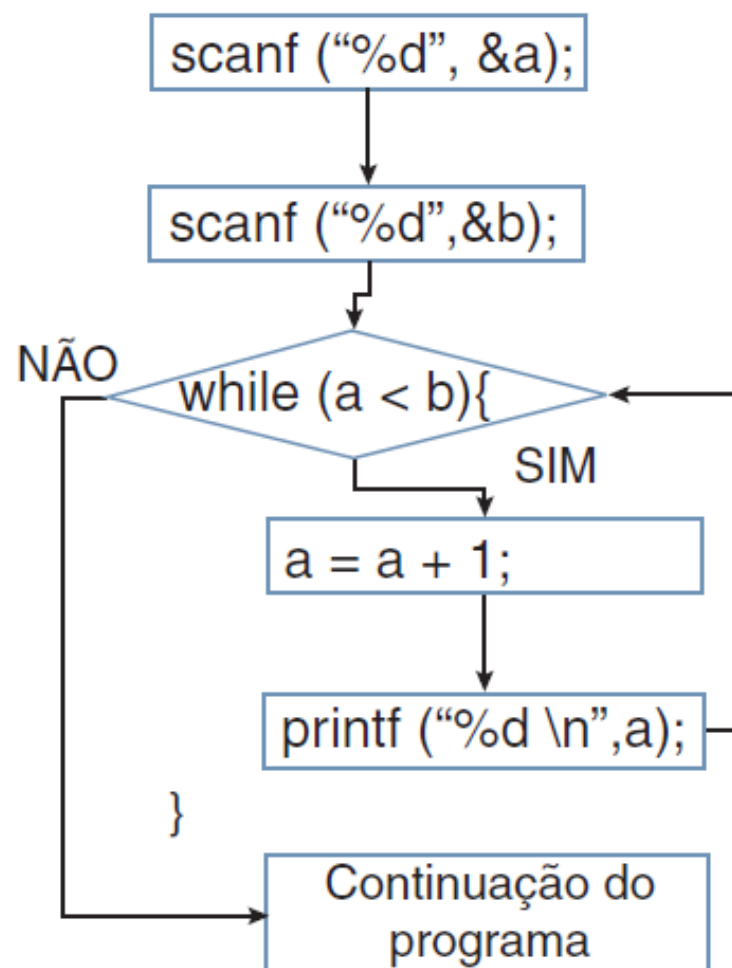 scanf (“%d”, &a);
scanf (“%d”,&b);
NÃO
while (a < b){
SIM
a = a + 1;
printf (“%d \n”,a);
}
Continuação do
programa